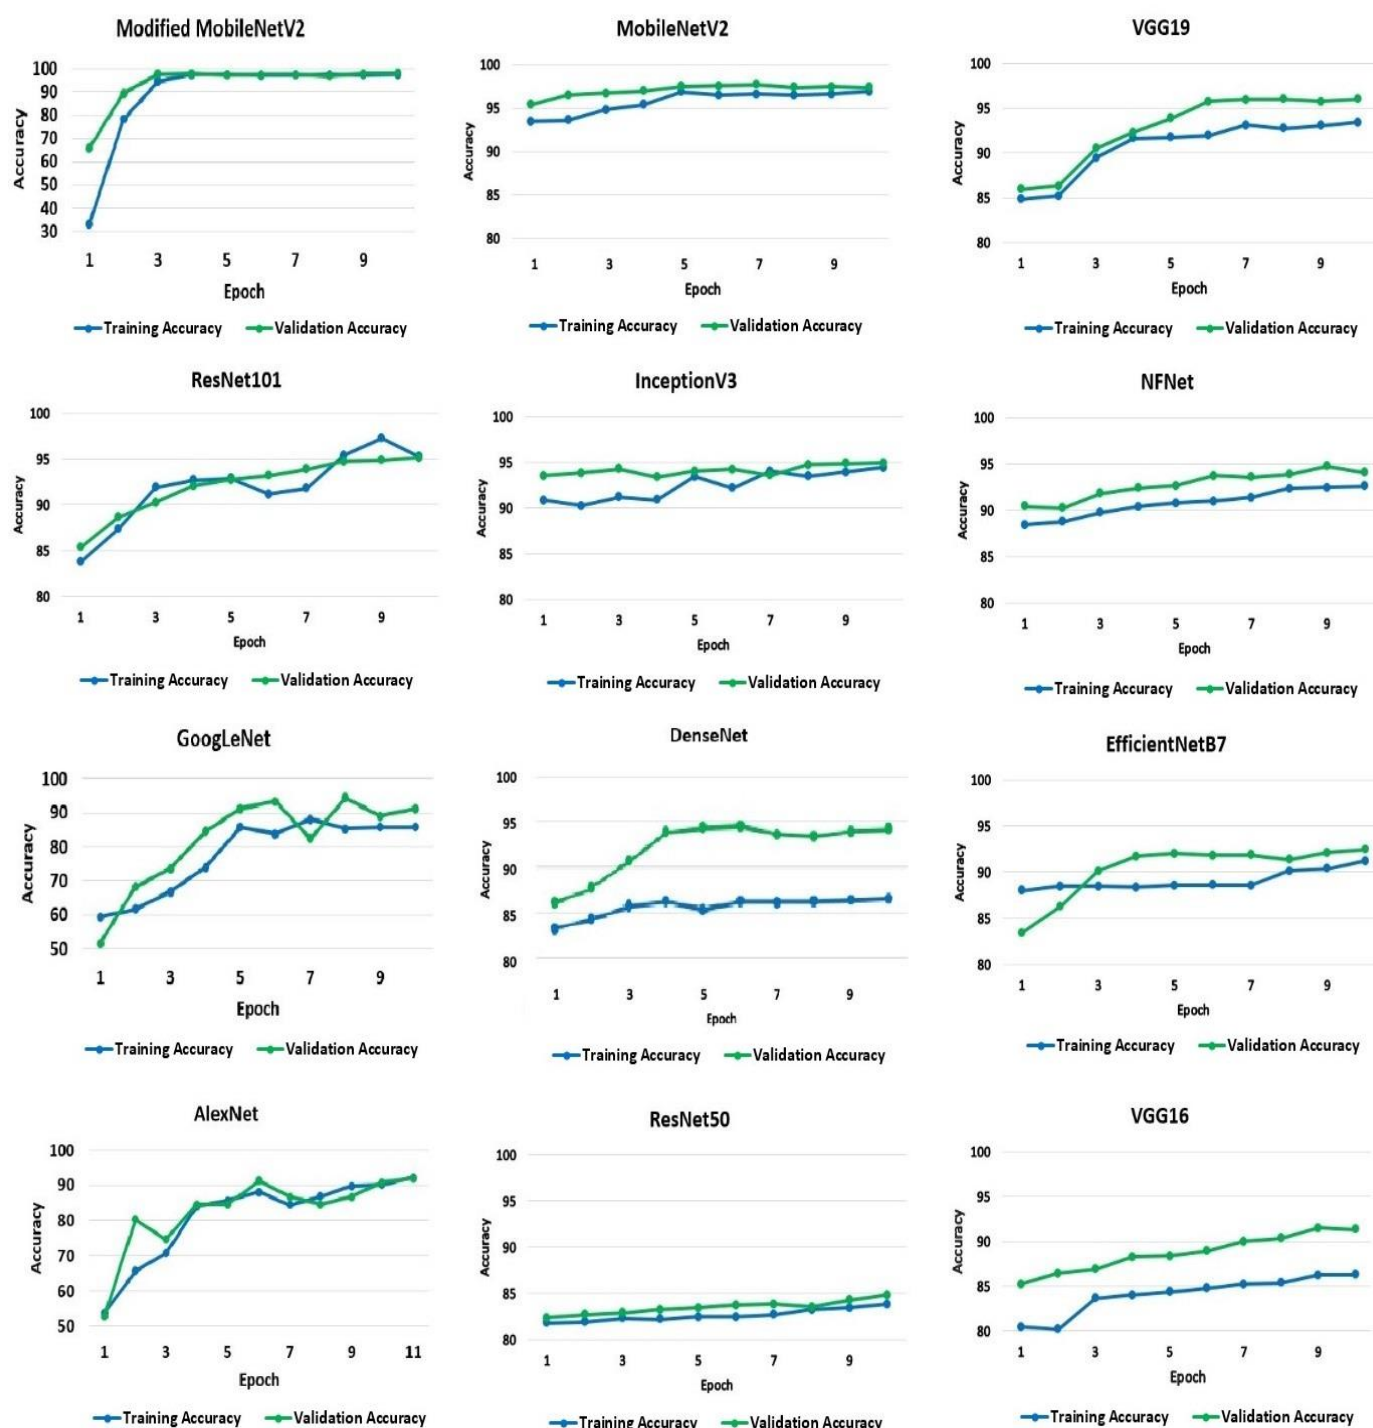 Modified MobileNetV2
Accuracy
100
90
80
70
60
50
40
30
1 3 5 7 9
Epoch
Training Accuracy Validation Accuracy
MobileNetV2
Accuracy
100
95
90
85
80
1 3 5 7 9
Epoch
Training Accuracy Validation Accuracy
VGG19
Accuracy
100
95
90
85
80
1 3 5 7 9
Epoch
Training Accuracy Validation Accuracy
ResNet101
Accuracy
100
95
90
85
80
1 3 5 7 9
Epoch
Training Accuracy Validation Accuracy
InceptionV3
Accuracy
100
95
90
85
80
1 3 5 7 9
Epoch
Training Accuracy Validation Accuracy
NFNet
Accuracy
100
95
90
85
80
1 3 5 7 9
Epoch
Training Accuracy Validation Accuracy
GoogLeNet
Accuracy
100
90
80
70
60
50
1 3 5 7 9
Epoch
Training Accuracy Validation Accuracy
DenseNet
Accuracy
100
95
90
85
80
1 3 5 7 9
Epoch
Training Accuracy Validation Accuracy
EfficientNetB7
Accuracy
100
95
90
85
80
1 3 5 7 9
Epoch
Training Accuracy Validation Accuracy
AlexNet
Accuracy
100
90
80
70
60
50
1 3 5 7 9 11
Epoch
Training Accuracy Validation Accuracy
ResNet50
Accuracy
100
95
90
85
80
1 3 5 7 9
Epoch
Training Accuracy Validation Accuracy
VGG16
Accuracy
100
95
90
85
80
1 3 5 7 9
Epoch
Training Accuracy Validation Accuracy